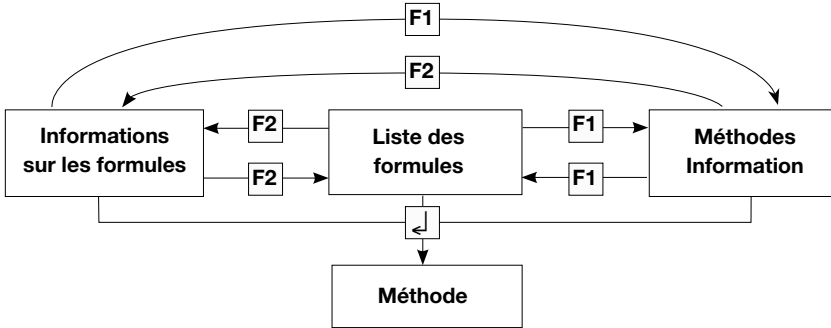 F1
F2
Informations
sur les formules
F2
F2
Liste des
formules
F1
F1
Méthodes
Information
Méthode